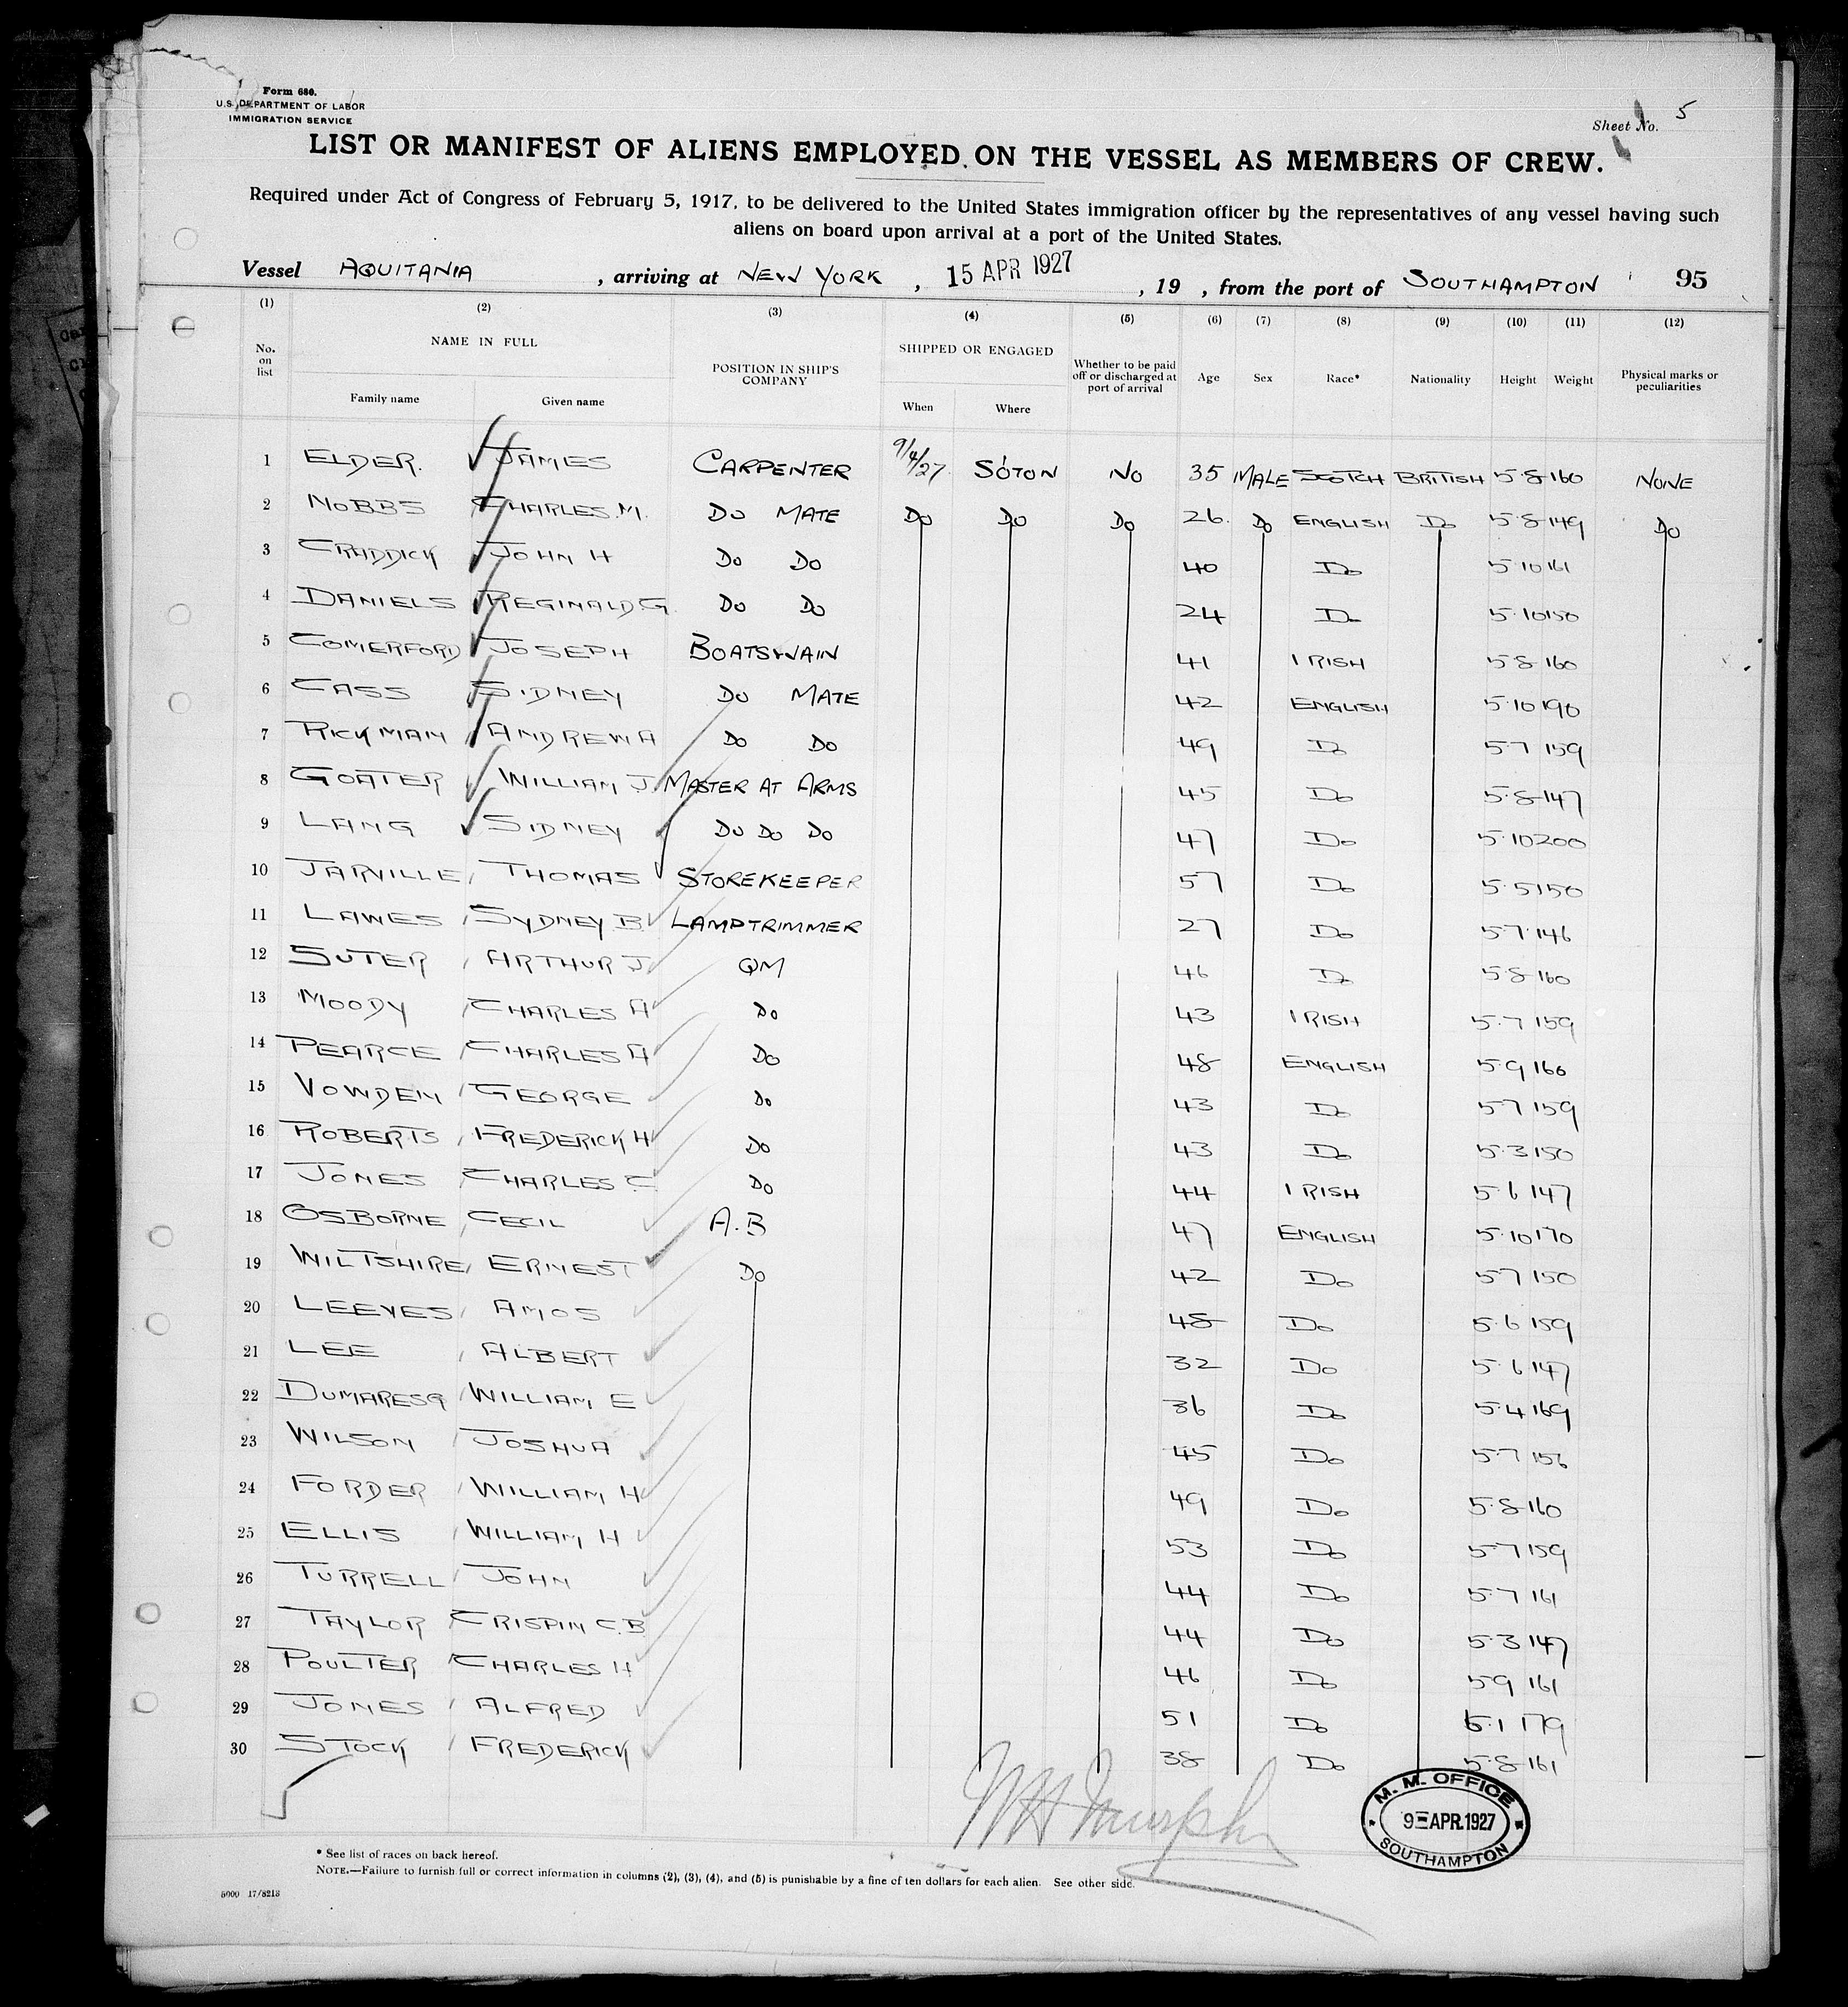 Form 680.
U.S. DEPARTMENT OF LABOR
IMMIGRATION SERVICE
Sheet No. 5
LIST OR MANIFEST OF ALIENS EMPLOYED ON THE VESSEL AS MEMBERS OF CREW.
Required under Act of Congress of February 5, 1917, to be delivered to the United States immigration officer by the representatives of any vessel having such
aliens on board upon arrival at a port of the United States.
Vessel AQUITANIA, arriving at NEW YORK, 15 APR 1927, 19 , from the port of SOUTHAMPTON 95
(1) (2) (3) (4) (5) (6) (7) (8) (9) (10) (11) (12)
No. on list NAME IN FULL POSITION IN SHIP'S COMPANY SHIPPED OR ENGAGED Whether to be paid off or discharged at port of arrival Age Sex Race* Nationality Height Weight Physical marks or peculiarities
Family name Given name When Where
1 ELDER. JAMES CARPENTER 9/4/27 SOTON NO 35 MALE SCOTCH BRITISH 5.8 160 NONE
2 NOBBS CHARLES.M. DO MATE DO DO DO 26. DO ENGLISH DO 5.8 149 DO
3 CRADDICK JOHN H DO DO 40 DO 5.10 161
4 DANIELS REGINALD G. DO DO 24 DO 5.10 150
5 COMERFORD JOSEPH BOATSWAIN 41 IRISH 5.8 160
6 CASS SIDNEY DO MATE 42 ENGLISH 5.10 190
7 RICKMAN ANDREW A DO DO 49 DO 5.7 159
8 GOATER WILLIAM J. MASTER AT ARMS 45 DO 5.8 147
9 LANG SIDNEY DO DO DO 47 DO 5.10 200
10 JARVILLE THOMAS STOREKEEPER 57 DO 5.5 150
11 LAWES SYDNEY B LAMPTRIMMER 27 DO 5.7 146
12 SUTER ARTHUR J QM 46 DO 5.8 160
13 MOODY CHARLES A DO 43 IRISH 5.7 159
14 PEARCE CHARLES A DO 48 ENGLISH 5.9 166
15 VOWDEN GEORGE DO 43 DO 5.7 159
16 ROBERTS FREDERICK H DO 43 DO 5.3 150
17 JONES CHARLES C DO 44 IRISH 5.6 147
18 OSBORNE CECIL A.B 47 ENGLISH 5.10 170
19 WILTSHIRE ERNEST DO 42 DO 5.7 150
20 LEEVES AMOS 48 DO 5.6 159
21 LEE ALBERT 32 DO 5.6 147
22 DUMARESQ WILLIAM E 36 DO 5.4 169
23 WILSON JOSHUA 45 DO 5.7 156
24 FORDER WILLIAM H 49 DO 5.8 160
25 ELLIS WILLIAM H 53 DO 5.7 159
26 TURRELL JOHN 44 DO 5.7 161
27 TAYLOR CRISPIN C.B 44 DO 5.3 147
28 POULTER CHARLES H 46 DO 5.9 161
29 JONES ALFRED 51 DO 6.1 179
30 STOCK FREDERICK 38 DO 5.8 161
M. M. OFFICE
9 APR. 1927
SOUTHAMPTON
* See list of races on back hereof.
NOTE.—Failure to furnish full or correct information in columns (2), (3), (4), and (5) is punishable by a fine of ten dollars for each alien. See other side.